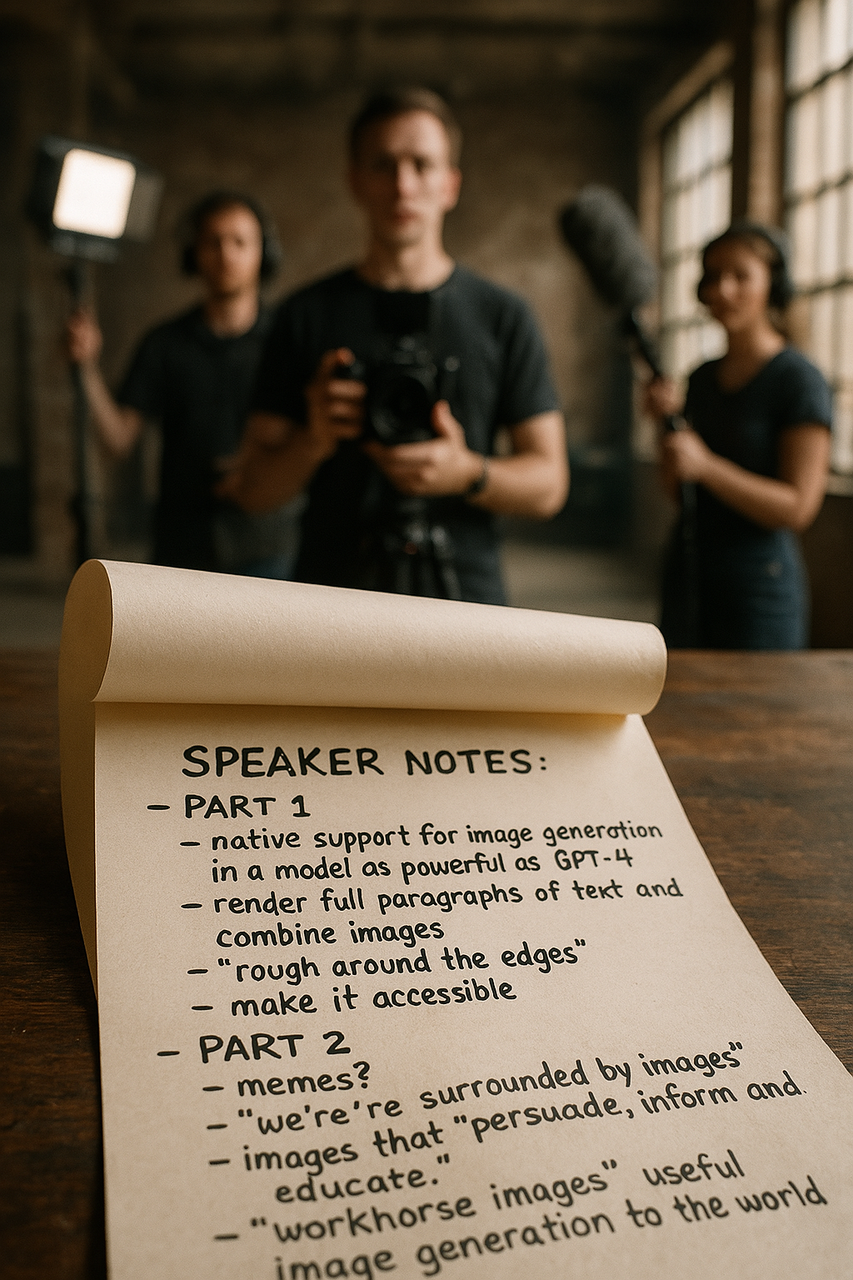 SPEAKER NOTES:
– PART 1
– native support for image generation
in a model as powerful as GPT-4
– render full paragraphs of text and
combine images
– "rough around the edges"
– make it accessible
– PART 2
– memes?
– "we're're surrounded by images"
– images that "persuade, inform and
educate."
– "workhorse images" useful
image generation to the world